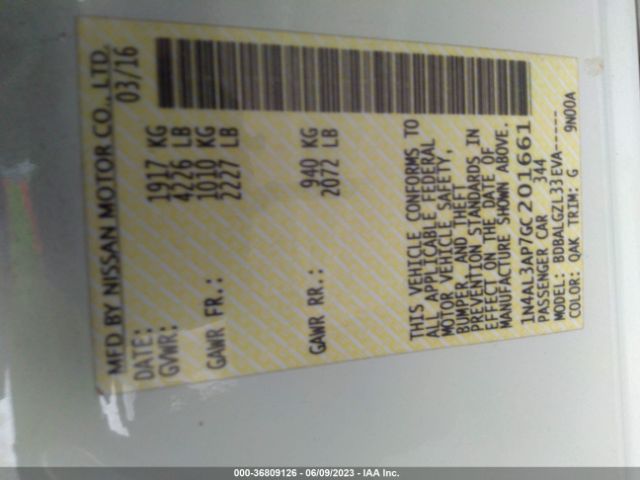 MFD BY NISSAN MOTOR CO., LTD.
DATE: 03/16
GVWR: 1917 KG
4226 LB
GAWR FR.: 1010 KG
2227 LB
GAWR RR.: 940 KG
2072 LB
THIS VEHICLE CONFORMS TO
ALL APPLICABLE FEDERAL
MOTOR VEHICLE SAFETY,
BUMPER, AND THEFT
PREVENTION STANDARDS IN
EFFECT ON THE DATE OF
MANUFACTURE SHOWN ABOVE.
1N4AL3AP7GC201661
PASSENGER CAR 344
MODEL: BDBALGZL33EVA-----
COLOR: QAK TRIM: G 9N00A
000-36809126 - 06/09/2023 - IAA Inc.